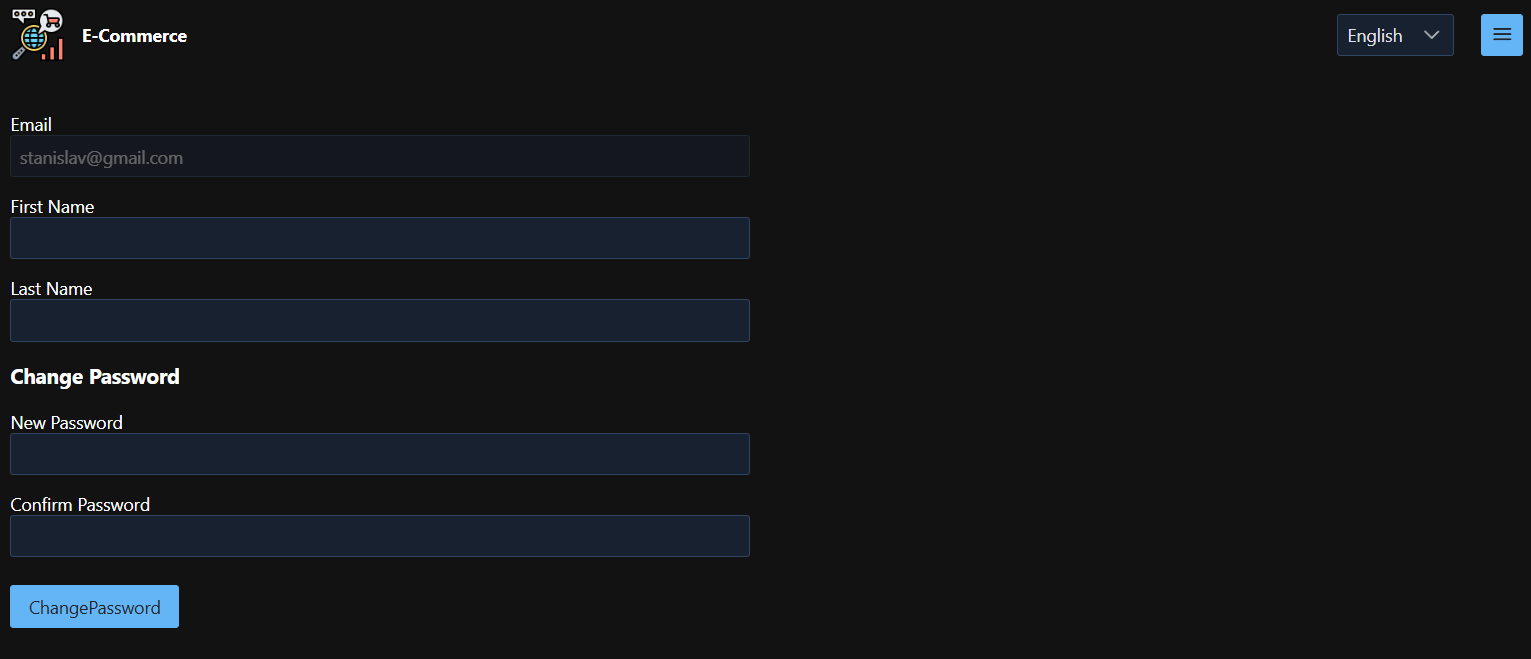 E-Commerce
English
Email
stanislav@gmail.com
First Name
Last Name
Change Password
New Password
Confirm Password
ChangePassword